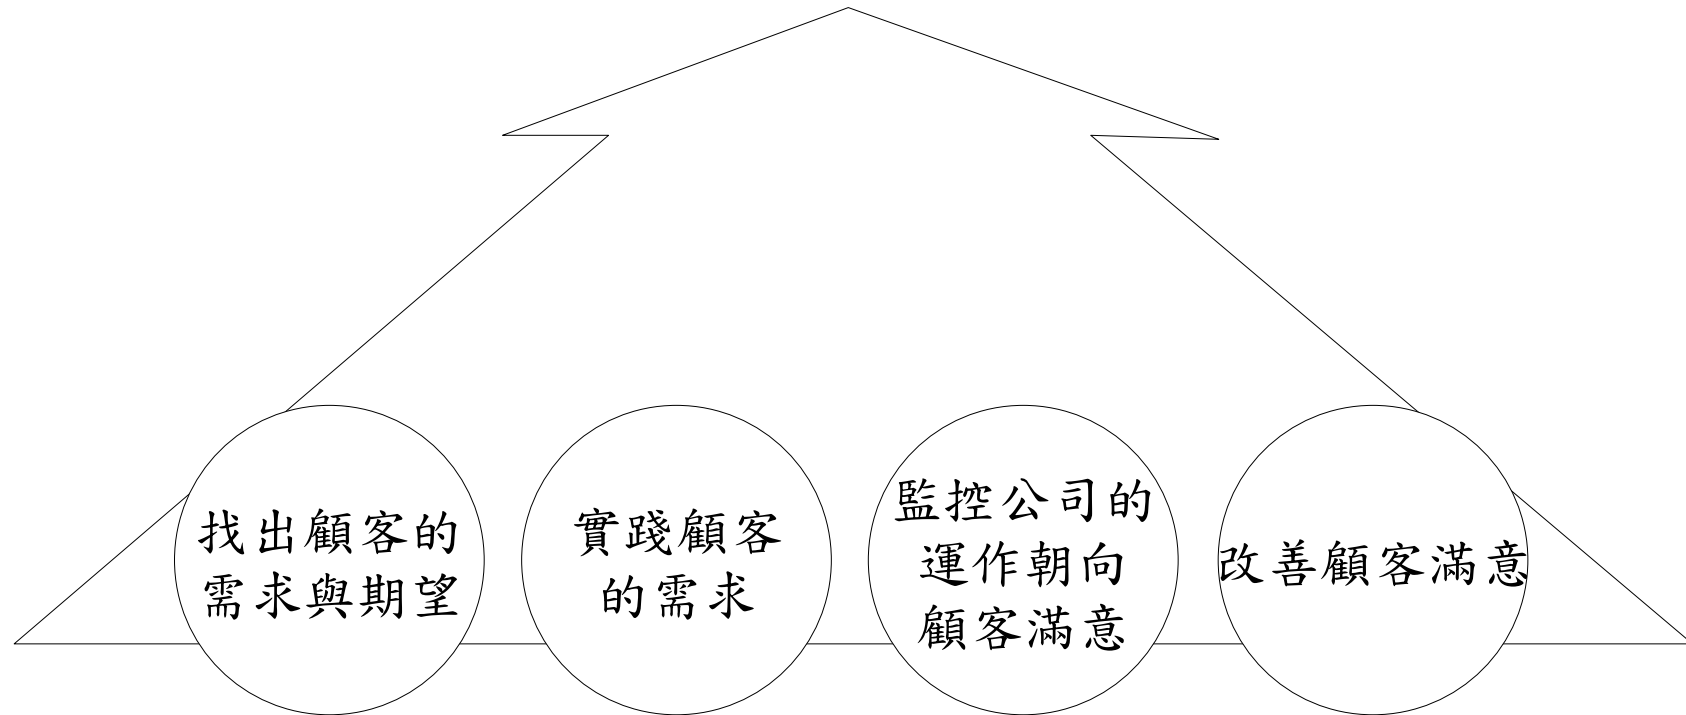 找出顧客的
需求與期望
實踐顧客
的需求
監控公司的
運作朝向
顧客滿意
改善顧客滿意